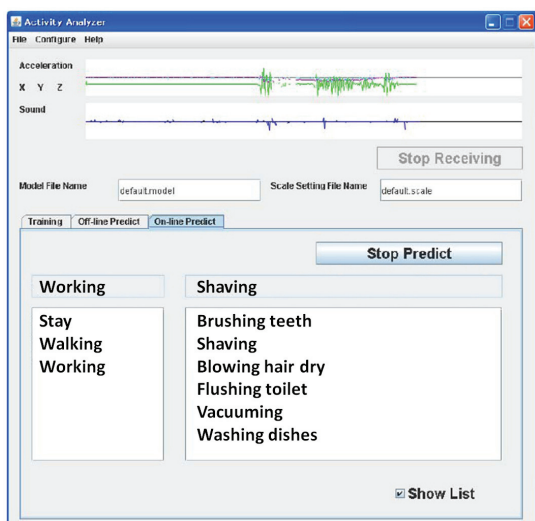 Activity Analyzer
File Configure Help
Acceleration
X Y Z
Sound
Stop Receiving
Model File Name default.model Scale Setting File Name default.scale
Training Off-line Predict On-line Predict
Stop Predict
Working Shaving
Stay
Walking
Working
Brushing teeth
Shaving
Blowing hair dry
Flushing toilet
Vacuuming
Washing dishes
Show List